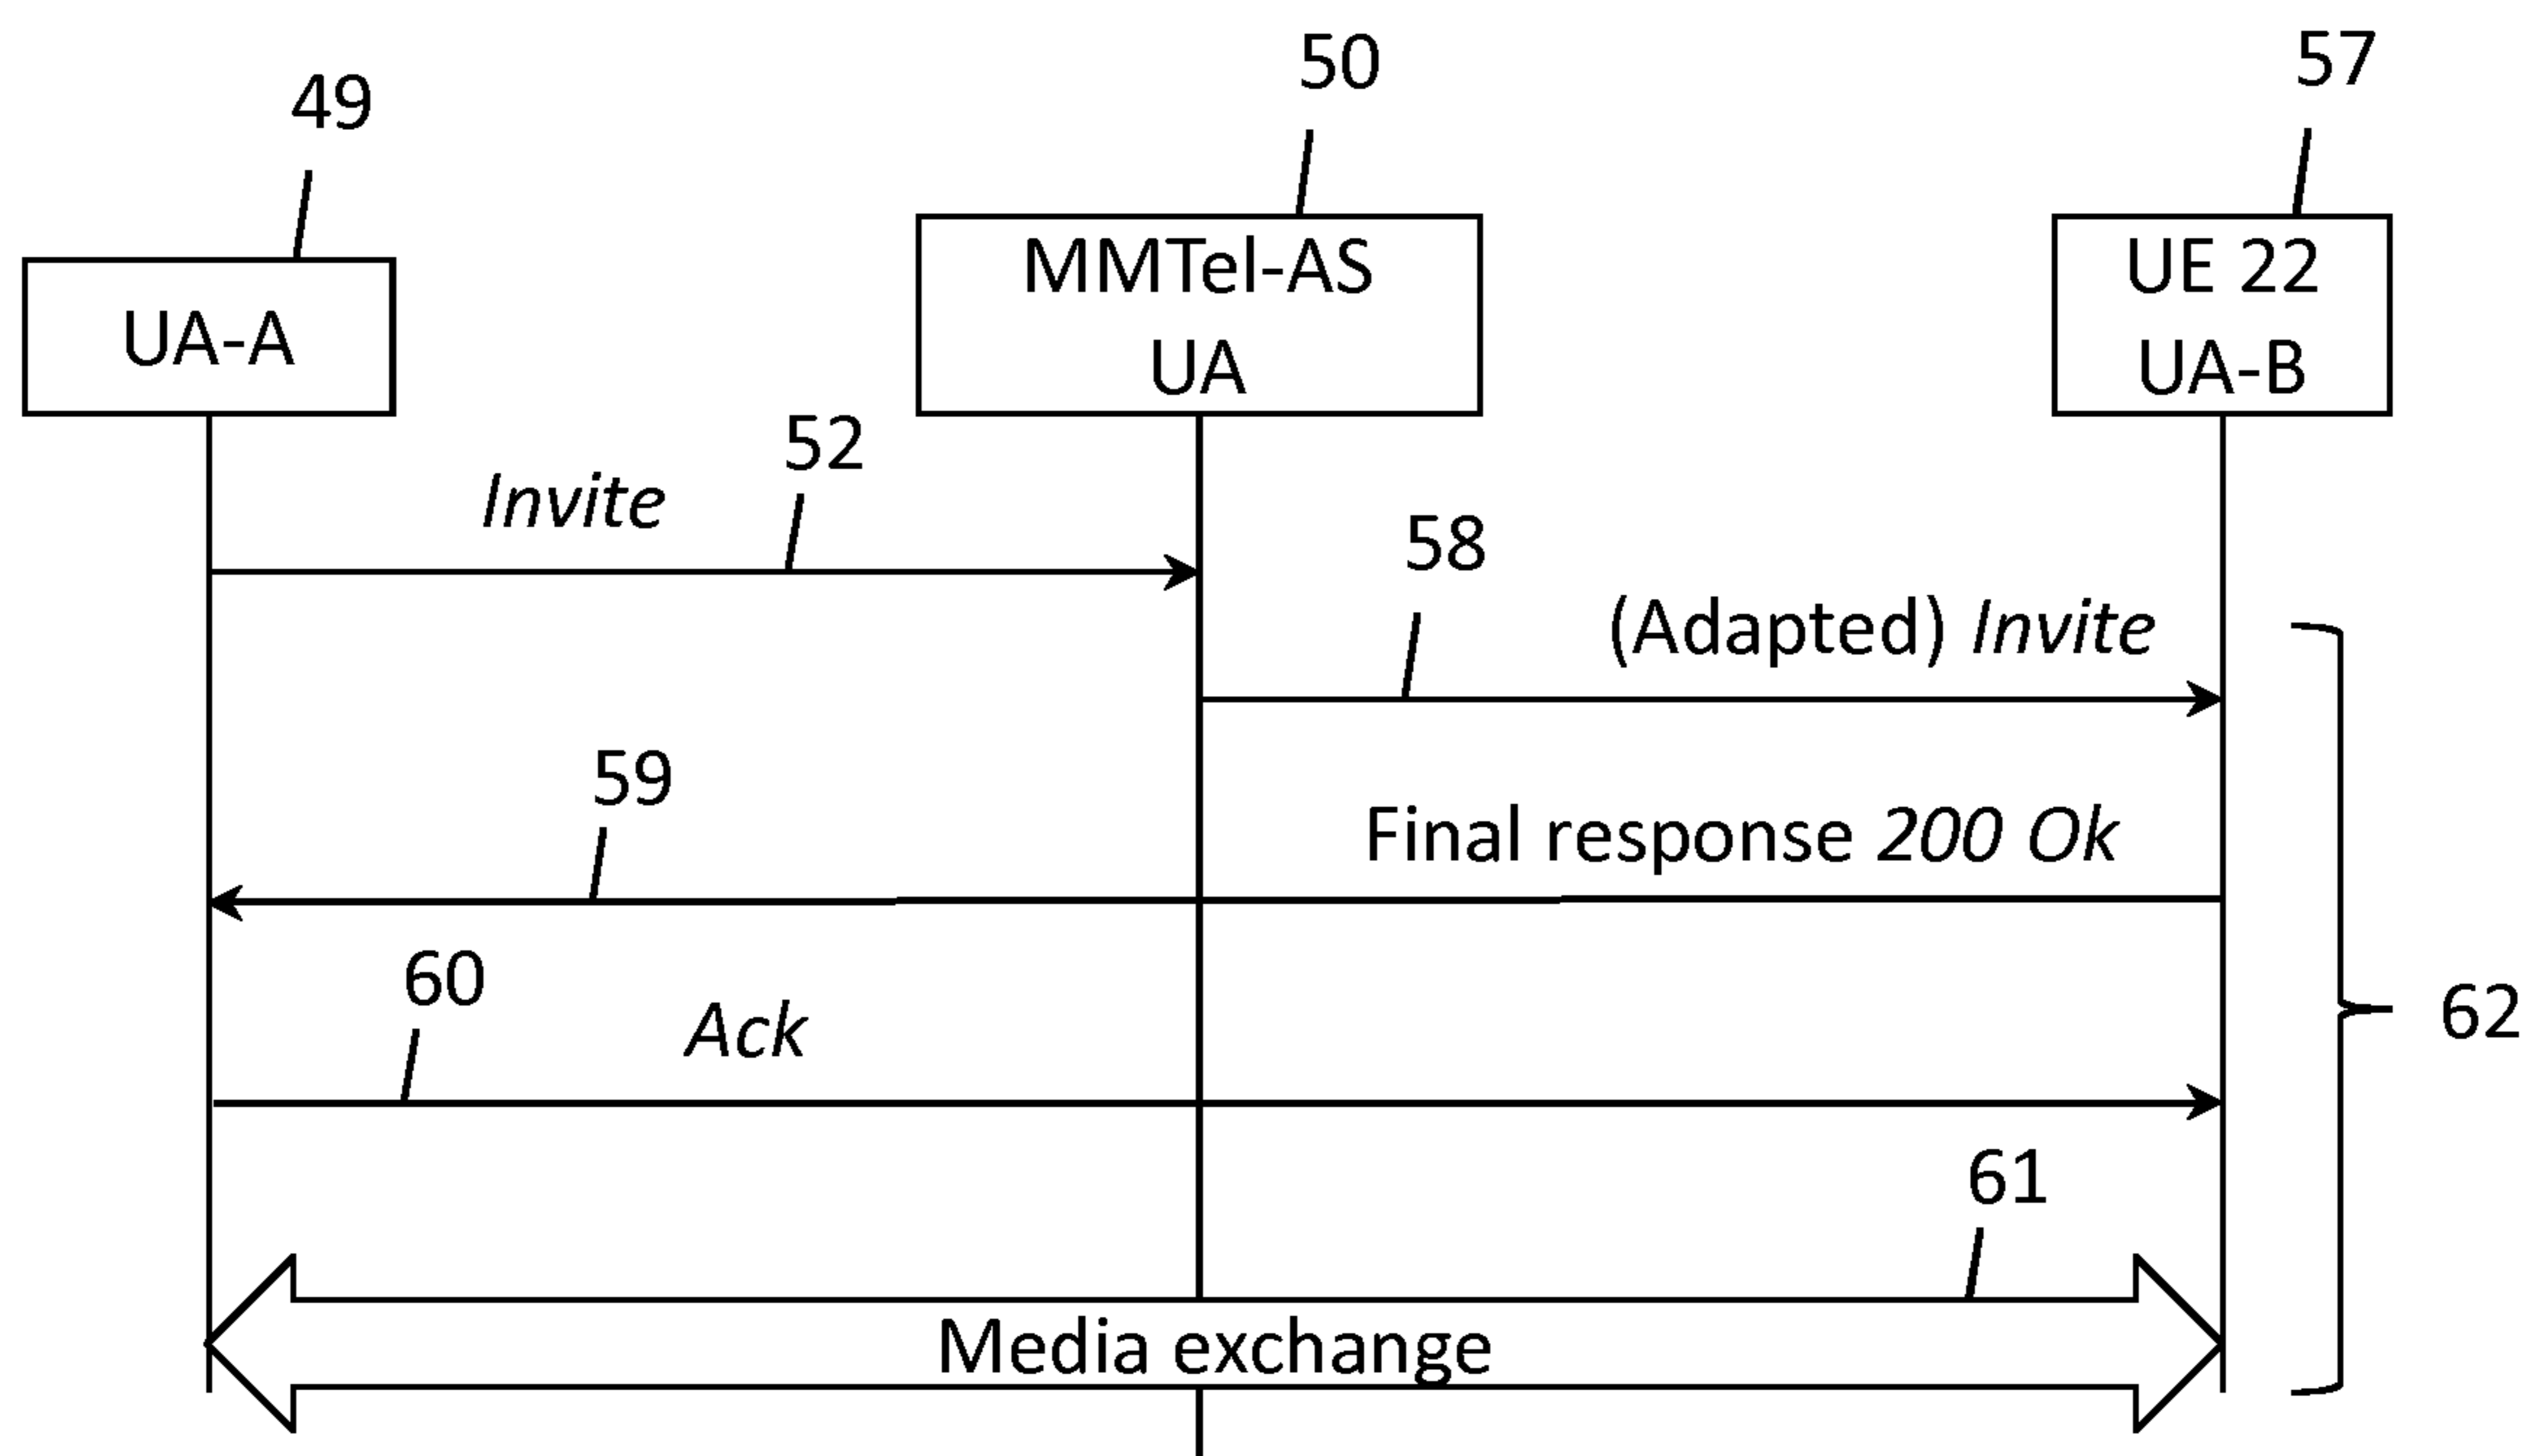 57
50
49
UE 22
MMTel-AS
UA-A
UA-B
UA
52
Invite
58
(Adapted) Invite
59
Final response 200 Ok
60
62
Ack
61
Media exchange